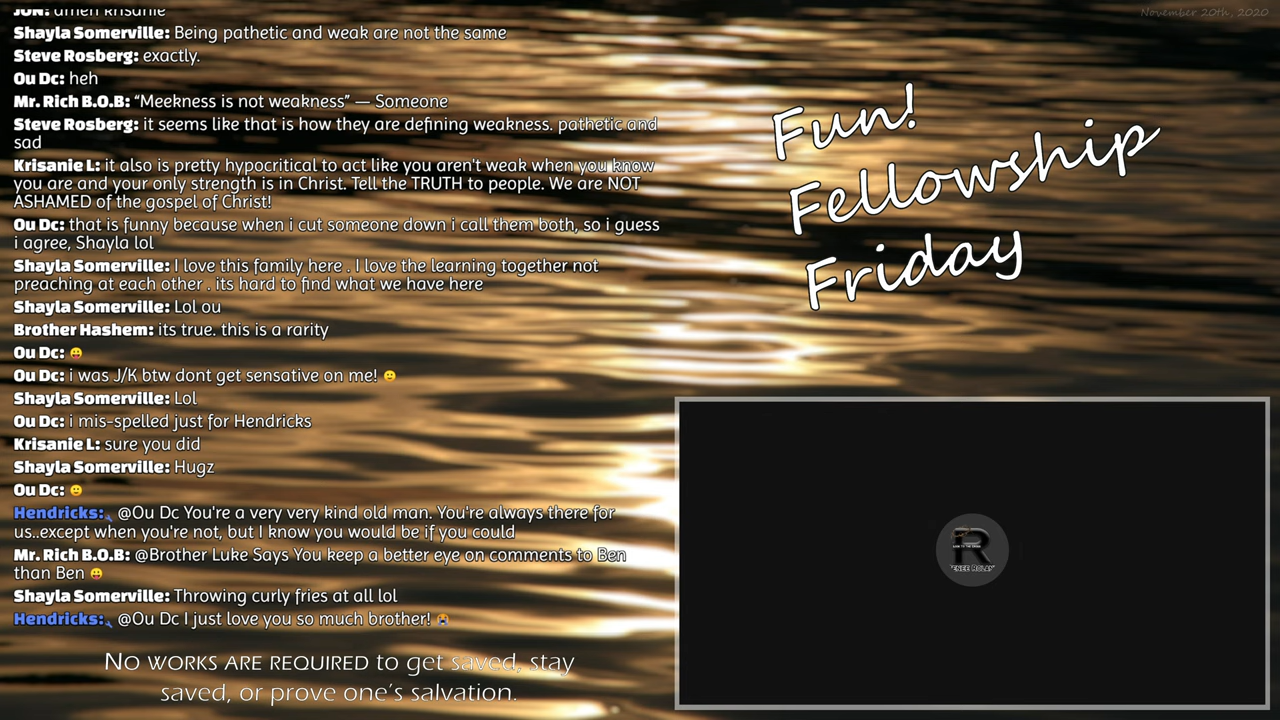 JON: amen krisanie
Shayla Somerville: Being pathetic and weak are not the same
Steve Rosberg: exactly.
Ou Dc: heh
Mr. Rich B.O.B: “Meekness is not weakness” — Someone
Steve Rosberg: it seems like that is how they are defining weakness. pathetic and
sad
Krisanie L: it also is pretty hypocritical to act like you aren't weak when you know
you are and your only strength is in Christ. Tell the TRUTH to people. We are NOT
ASHAMED of the gospel of Christ!
Ou Dc: that is funny because when i cut someone down i call them both, so i guess
i agree, Shayla lol
Shayla Somerville: I love this family here . I love the learning together not
preaching at each other . its hard to find what we have here
Shayla Somerville: Lol ou
Brother Hashem: its true. this is a rarity
Ou Dc: 😛
Ou Dc: i was J/K btw dont get sensative on me! 🙂
Shayla Somerville: Lol
Ou Dc: i mis-spelled just for Hendricks
Krisanie L: sure you did
Shayla Somerville: Hugz
Ou Dc: 🙂
Hendricks: @Ou Dc You're a very very kind old man. You're always there for
us..except when you're not, but I know you would be if you could
Mr. Rich B.O.B: @Brother Luke Says You keep a better eye on comments to Ben
than Ben 😛
Shayla Somerville: Throwing curly fries at all lol
Hendricks: @Ou Dc I just love you so much brother! 😭
No works are required to get saved, stay
saved, or prove one's salvation.
November 20th, 2020
Fun!
Fellowship
Friday
R